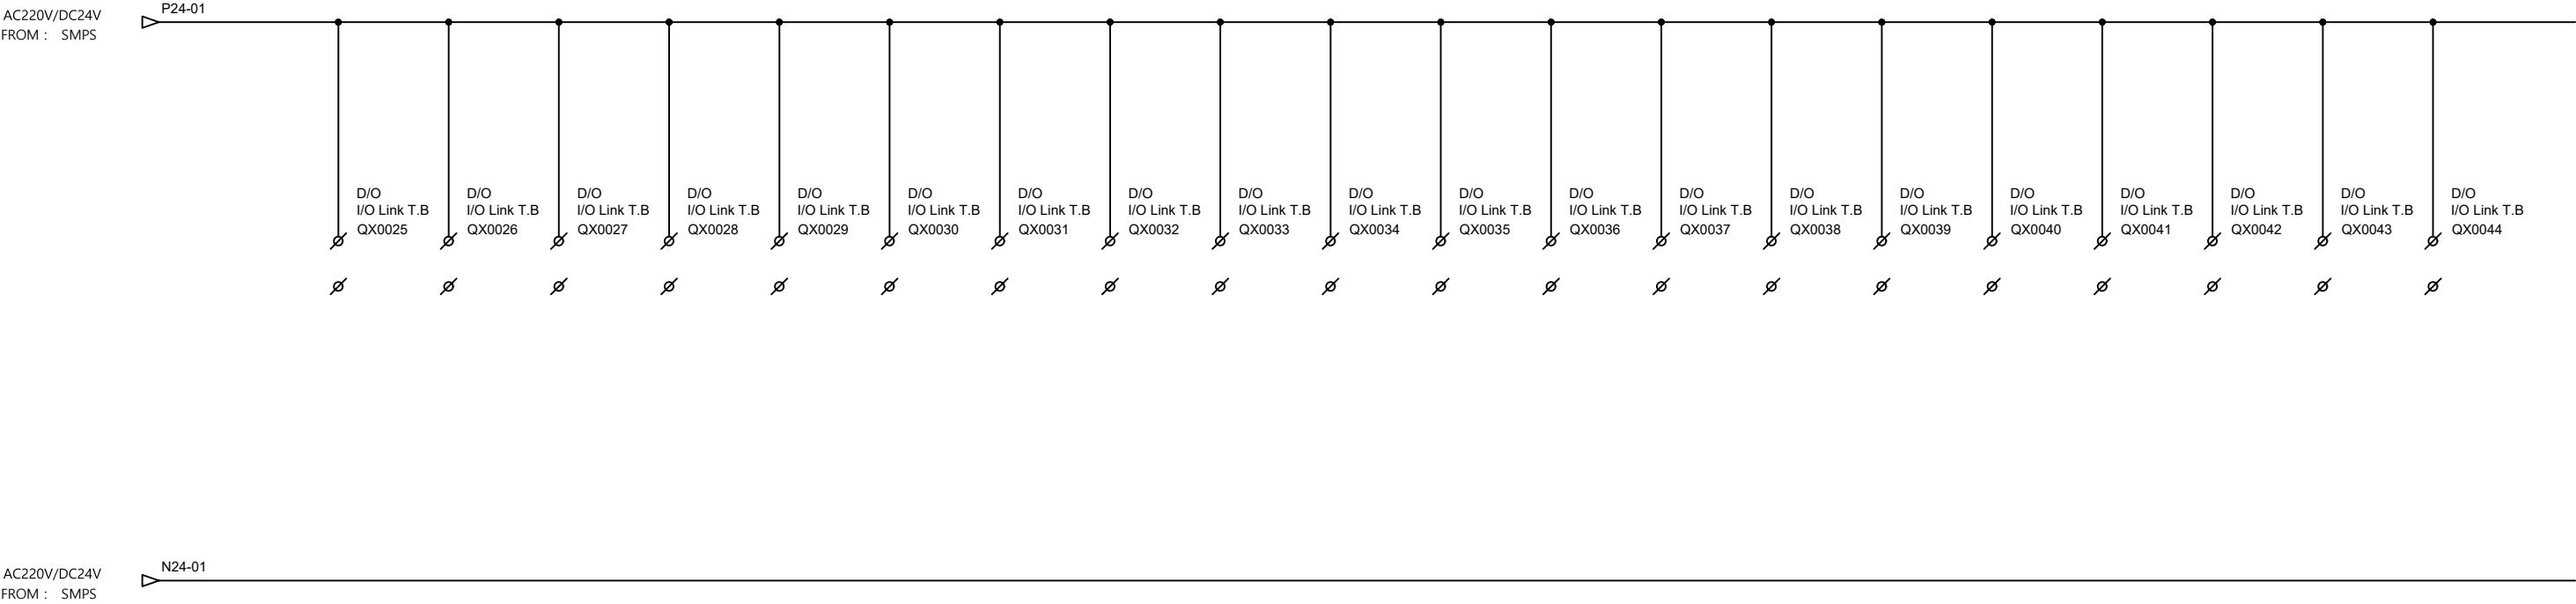 AC220V/DC24V
FROM : SMPS
P24-01
D/O
I/O Link T.B
QX0025
D/O
I/O Link T.B
QX0026
D/O
I/O Link T.B
QX0027
D/O
I/O Link T.B
QX0028
D/O
I/O Link T.B
QX0029
D/O
I/O Link T.B
QX0030
D/O
I/O Link T.B
QX0031
D/O
I/O Link T.B
QX0032
D/O
I/O Link T.B
QX0033
D/O
I/O Link T.B
QX0034
D/O
I/O Link T.B
QX0035
D/O
I/O Link T.B
QX0036
D/O
I/O Link T.B
QX0037
D/O
I/O Link T.B
QX0038
D/O
I/O Link T.B
QX0039
D/O
I/O Link T.B
QX0040
D/O
I/O Link T.B
QX0041
D/O
I/O Link T.B
QX0042
D/O
I/O Link T.B
QX0043
D/O
I/O Link T.B
QX0044
AC220V/DC24V
FROM : SMPS
N24-01